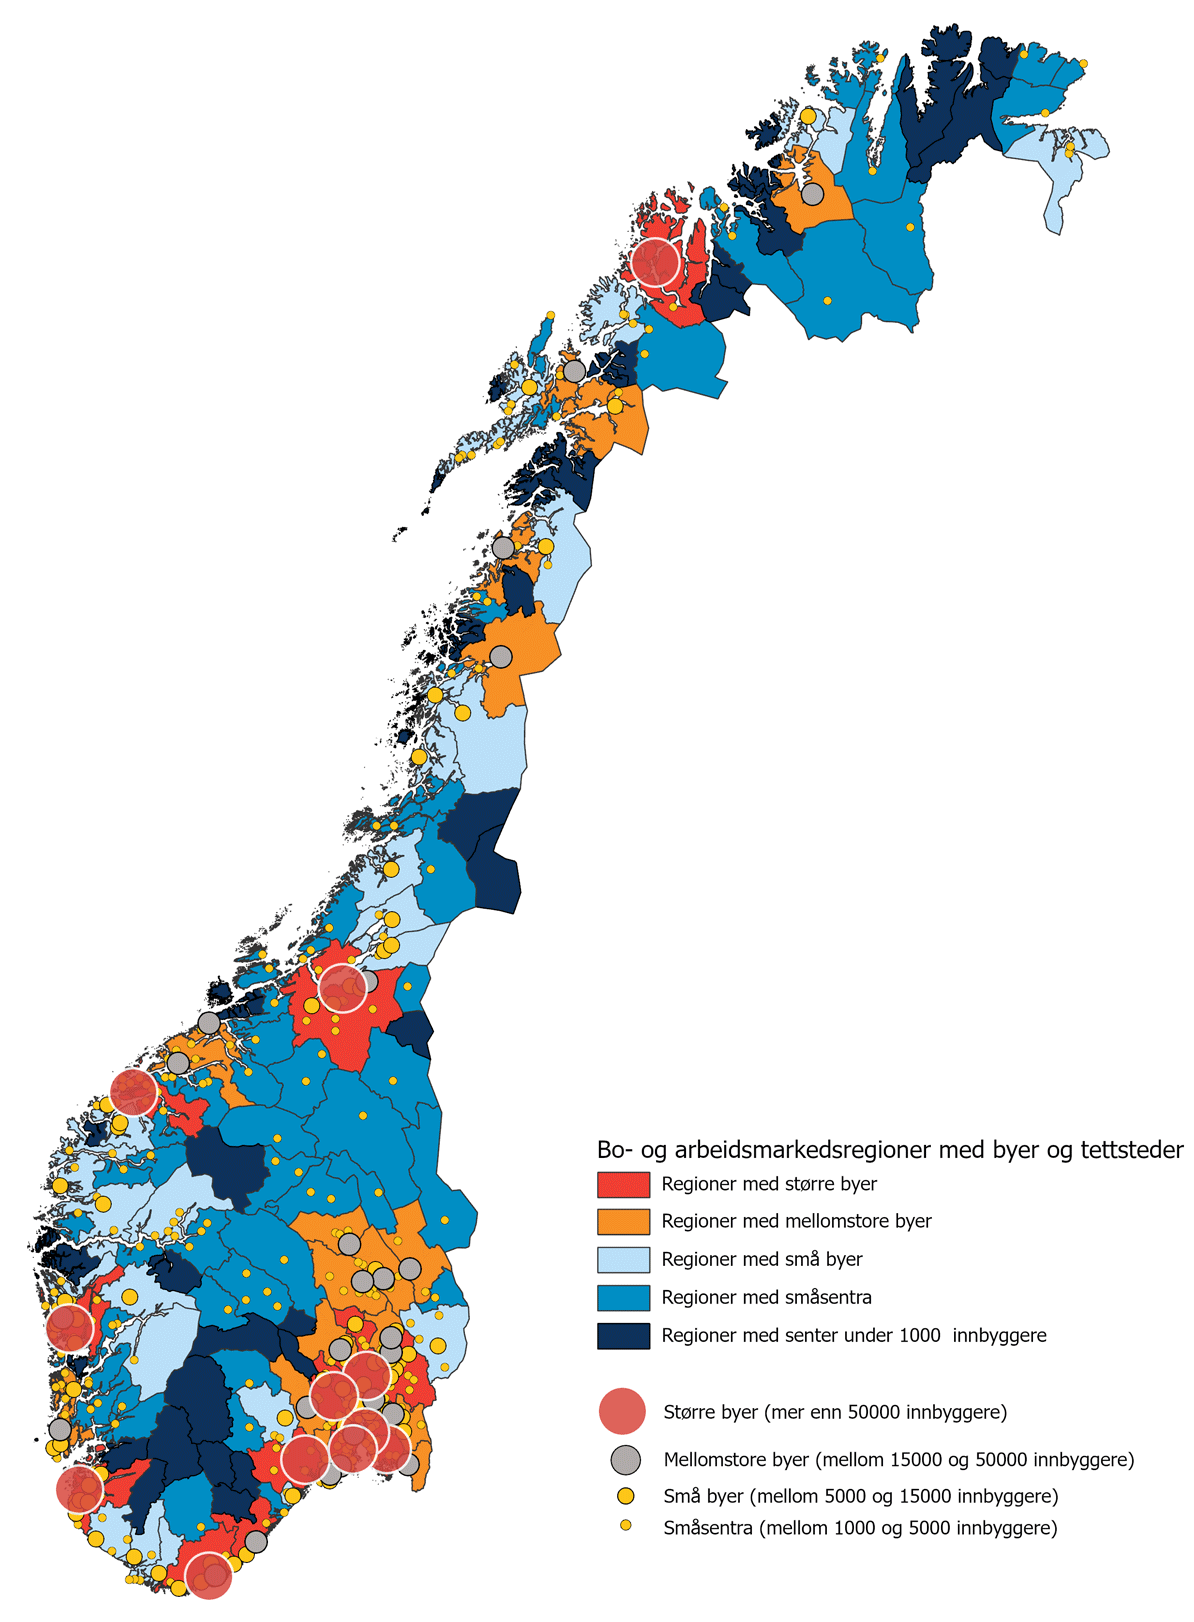 Bo- og arbeidsmarkedsregioner med byer og tettsteder
Regioner med større byer
Regioner med mellomstore byer
Regioner med små byer
Regioner med småsentra
Regioner med senter under 1000 innbyggere
Større byer (mer enn 50000 innbyggere)
Mellomstore byer (mellom 15000 og 50000 innbyggere)
Små byer (mellom 5000 og 15000 innbyggere)
Småsentra (mellom 1000 og 5000 innbyggere)